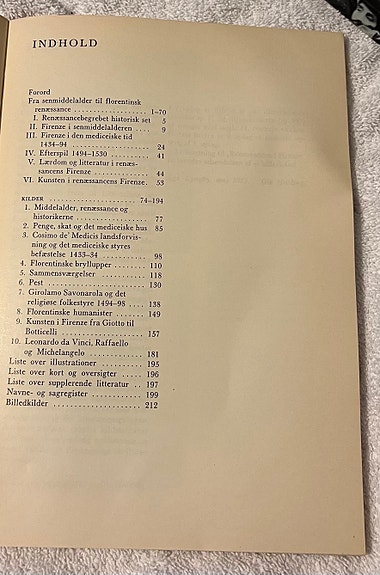 INDHOLD
Forord
Fra senmiddelalder til florentinsk
renæssance ................... 1–70
I. Renæssancebegrebet historisk set 5
II. Firenze i senmiddelalderen .... 9
III. Firenze i den mediceiske tid
1434–94 ................... 24
IV. Efterspil 1494–1530 ......... 41
V. Lærdom og litteratur i renæs-
sancens Firenze ............. 44
VI. Kunsten i renæssancens Firenze. 53
KILDER .................... 74–194
1. Middelalder, renæssance og
historikerne ................ 77
2. Penge, skat og det mediceiske hus 85
3. Cosimo de' Medicis landsforvis-
ning og det mediceiske styres
befæstelse 1433–34 .......... 98
4. Florentinske bryllupper ....... 110
5. Sammensværgelser .......... 118
6. Pest ..................... 130
7. Girolamo Savonarola og det
religiøse folkestyre 1494–98 ... 138
8. Florentinske humanister ...... 149
9. Kunsten i Firenze fra Giotto til
Botticelli .................. 157
10. Leonardo da Vinci, Raffaello
og Michelangelo ............. 181
Liste over illustrationer ......... 195
Liste over kort og oversigter ..... 196
Liste over supplerende litteratur .. 197
Navne- og sagregister ........... 199
Billedkilder .................. 212